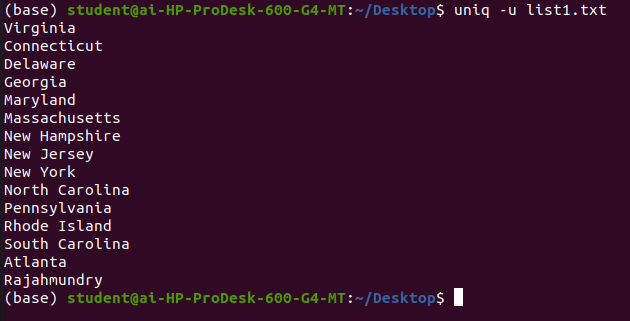 (base) student@ai-HP-ProDesk-600-G4-MT:~/Desktop$ uniq -u list1.txt
Virginia
Connecticut
Delaware
Georgia
Maryland
Massachusetts
New Hampshire
New Jersey
New York
North Carolina
Pennsylvania
Rhode Island
South Carolina
Atlanta
Rajahmundry
(base) student@ai-HP-ProDesk-600-G4-MT:~/Desktop$